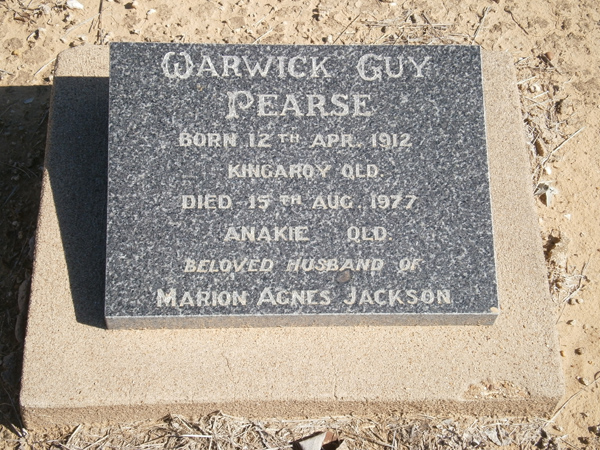 WARWICK GUY
PEARSE
BORN 12TH APR. 1912
KINGAROY QLD.
DIED 15TH AUG. 1977
ANAKIE QLD.
BELOVED HUSBAND OF
MARION AGNES JACKSON